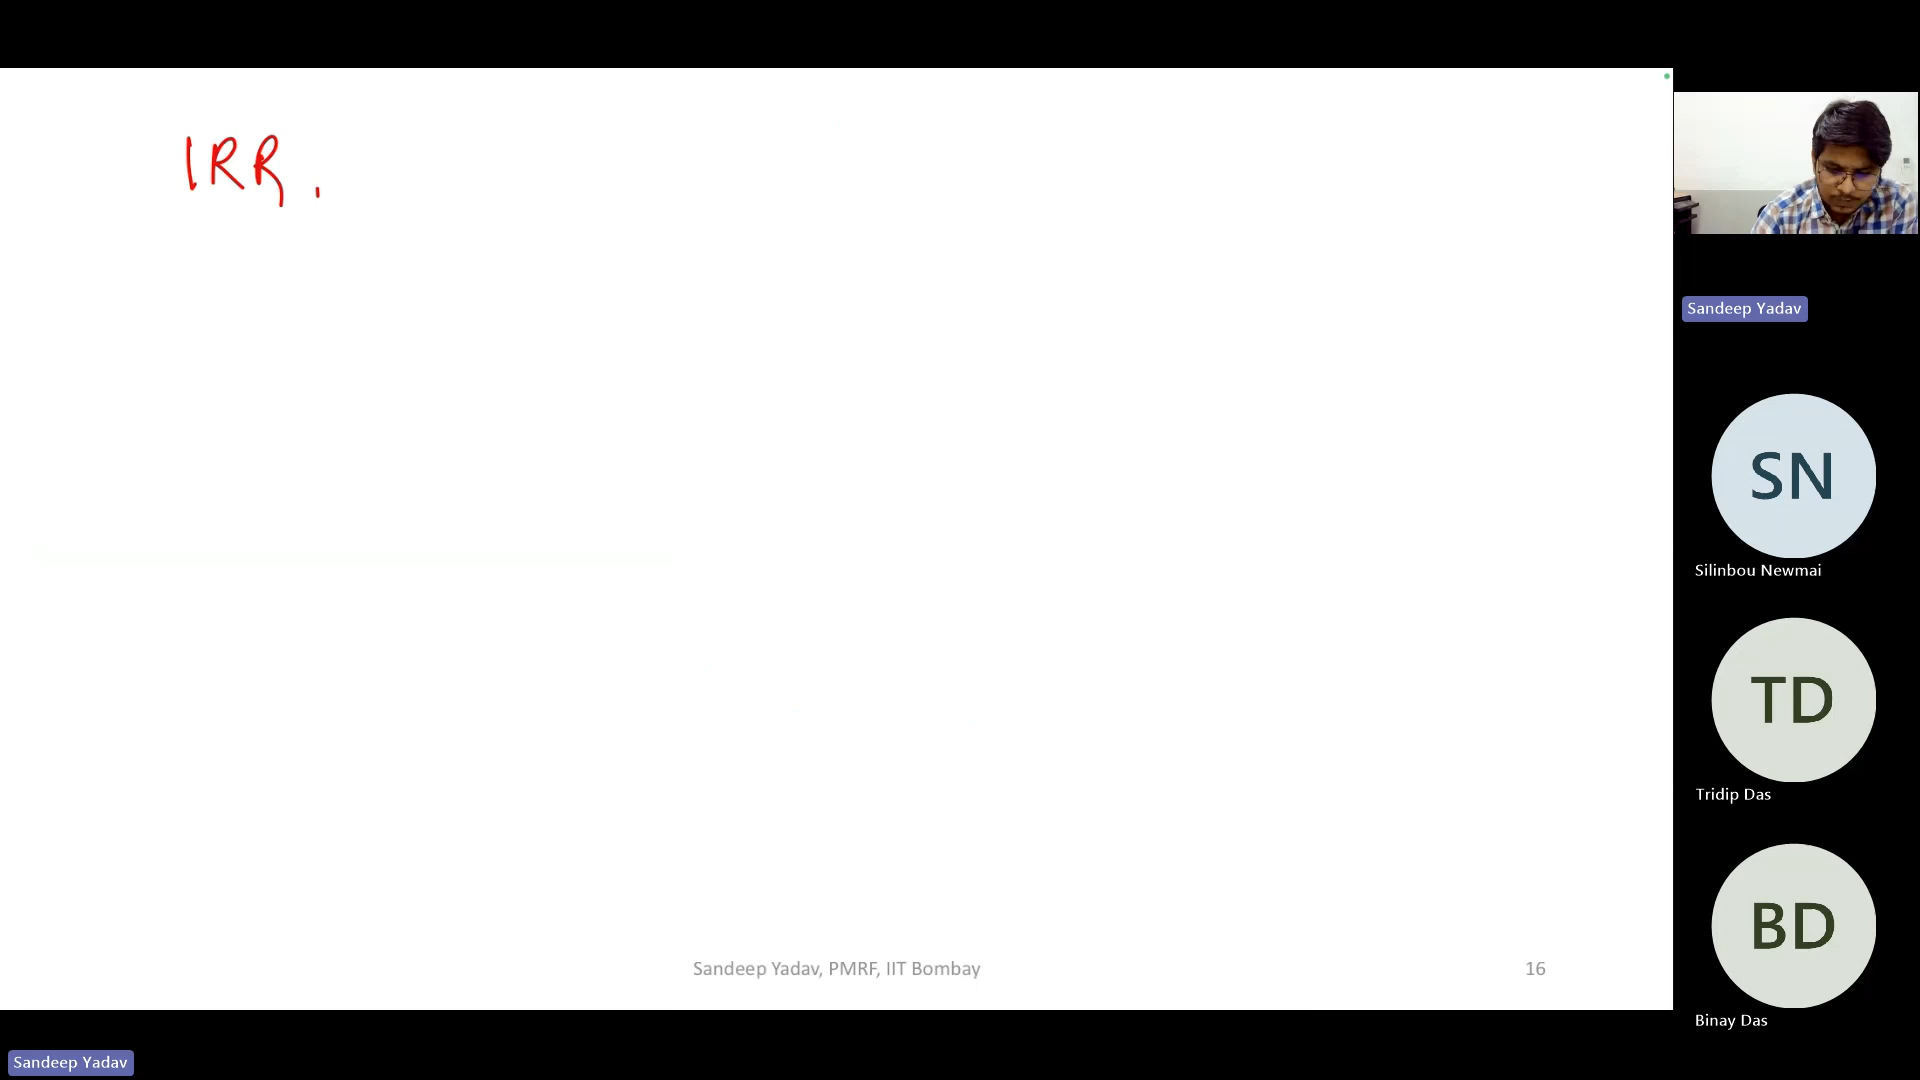 IRR.
Sandeep Yadav
SN
Silinbou Newmai
TD
Tridip Das
BD
Binay Das
Sandeep Yadav, PMRF, IIT Bombay
16
Sandeep Yadav